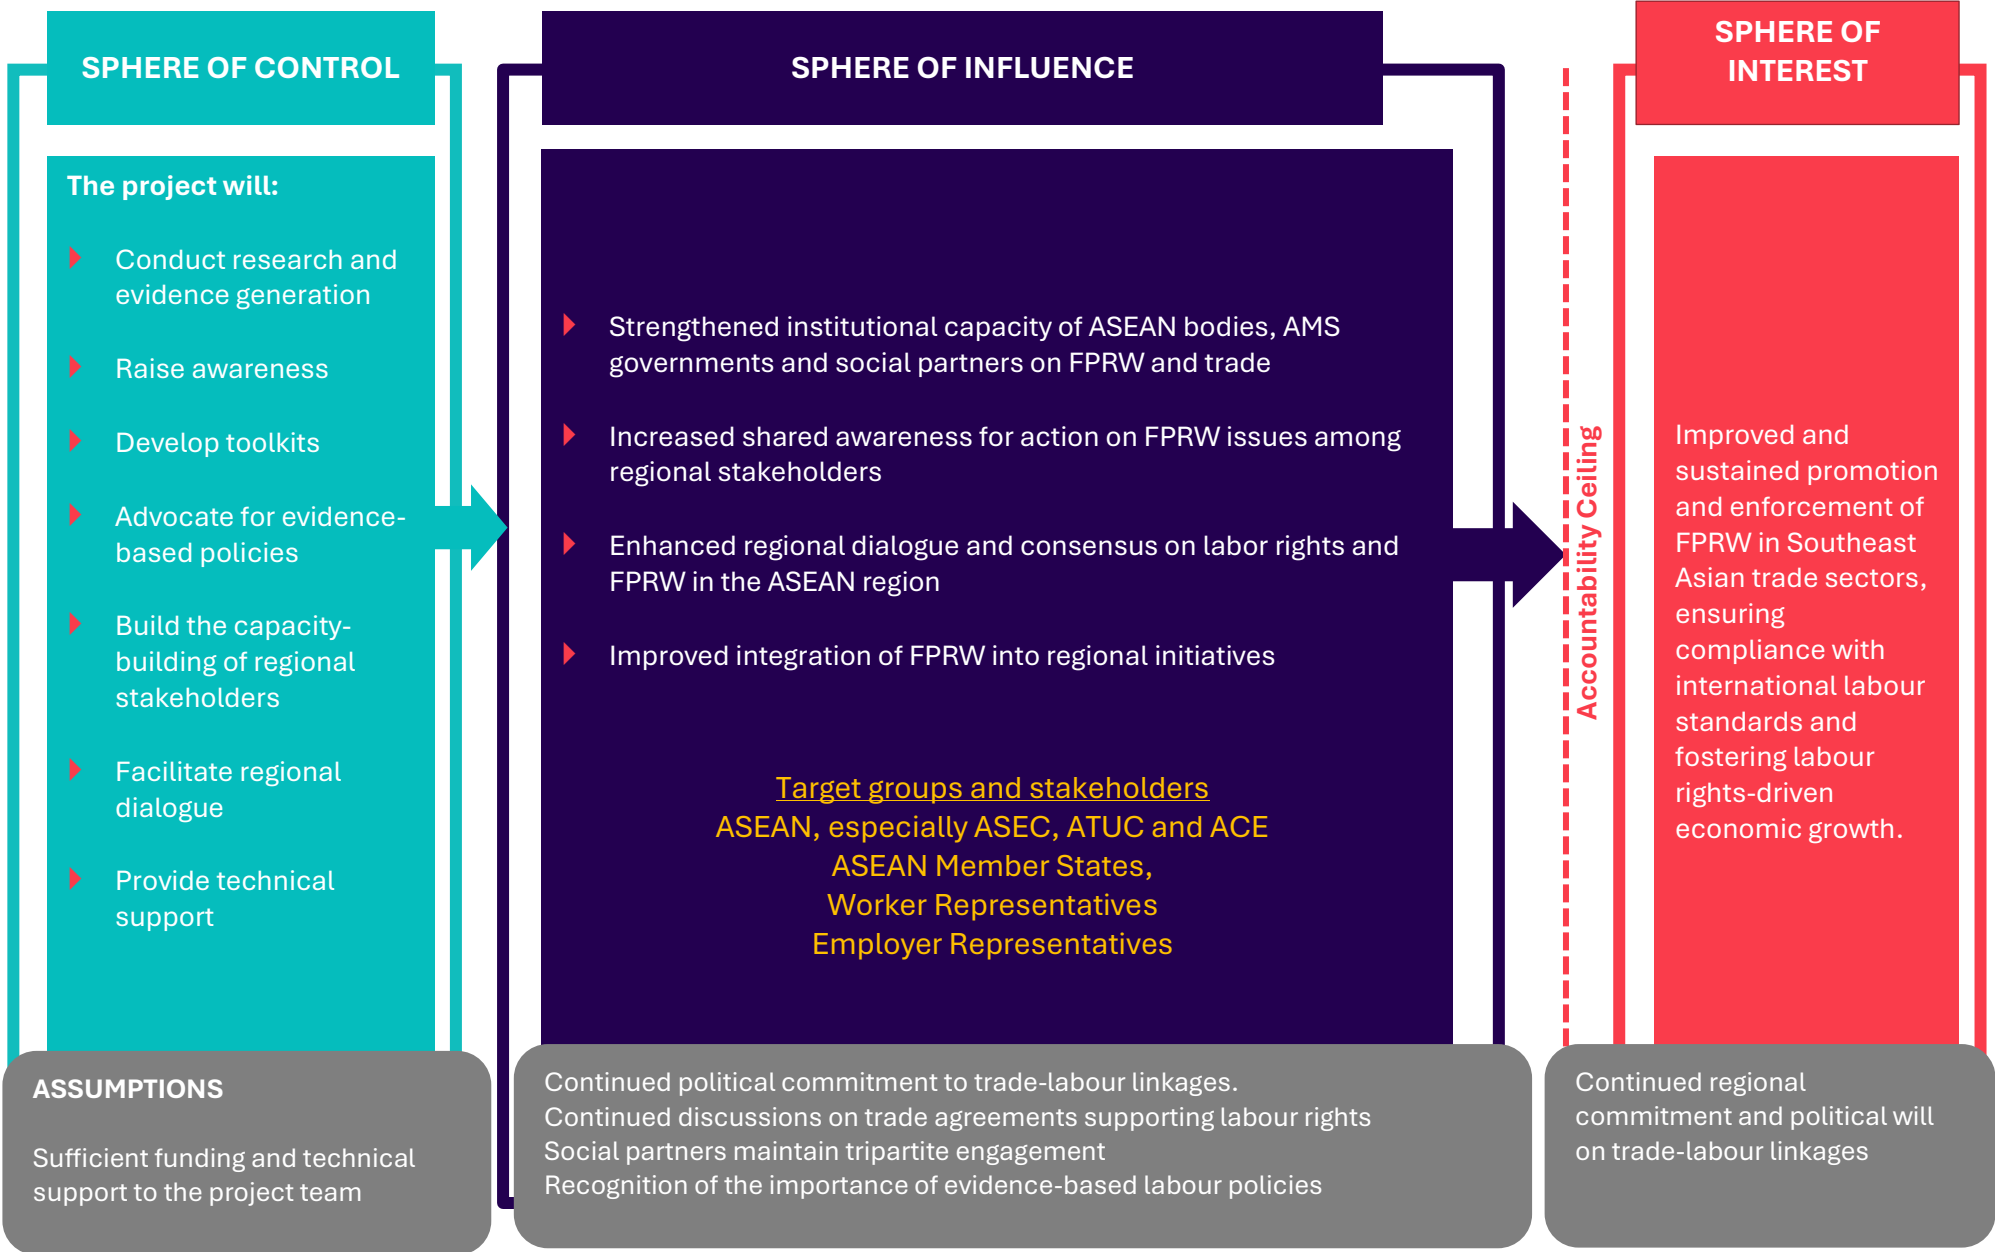 SPHERE OF CONTROL
The project will:
Conduct research and
evidence generation
Raise awareness
Develop toolkits
Advocate for evidence-
based policies
Build the capacity-
building of regional
stakeholders
Facilitate regional
dialogue
Provide technical
support
ASSUMPTIONS
Sufficient funding and technical
support to the project team
SPHERE OF INFLUENCE
Strengthened institutional capacity of ASEAN bodies, AMS
governments and social partners on FPRW and trade
Increased shared awareness for action on FPRW issues among
regional stakeholders
Enhanced regional dialogue and consensus on labor rights and
FPRW in the ASEAN region
Improved integration of FPRW into regional initiatives
Target groups and stakeholders
ASEAN, especially ASEC, ATUC and ACE
ASEAN Member States,
Worker Representatives
Employer Representatives
Continued political commitment to trade-labour linkages.
Continued discussions on trade agreements supporting labour rights
Social partners maintain tripartite engagement
Recognition of the importance of evidence-based labour policies
Accountability Ceiling
SPHERE OF
INTEREST
Improved and
sustained promotion
and enforcement of
FPRW in Southeast
Asian trade sectors,
ensuring
compliance with
international labour
standards and
fostering labour
rights-driven
economic growth.
Continued regional
commitment and political will
on trade-labour linkages